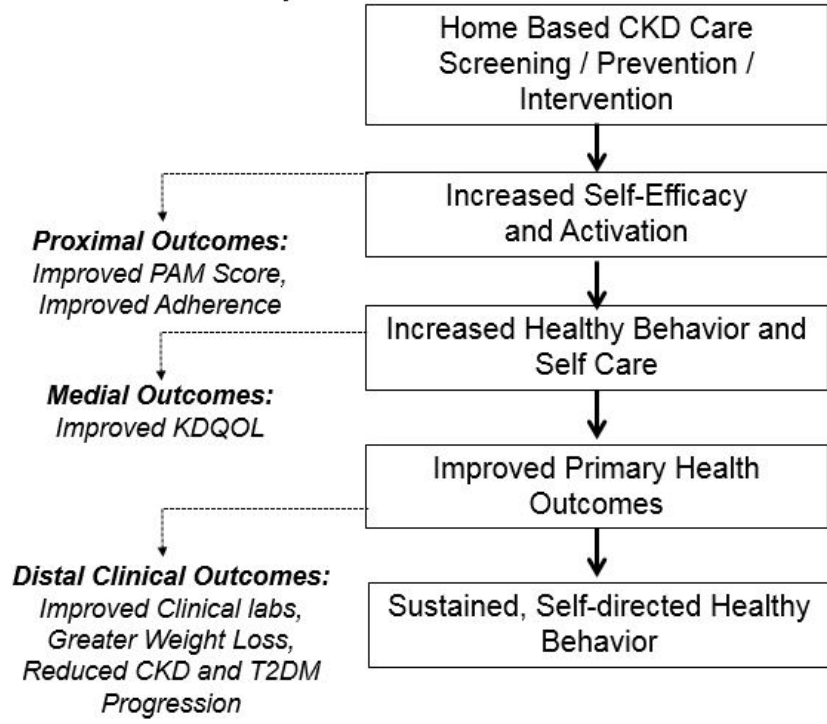 Home Based CKD Care
Screening / Prevention /
Intervention
Increased Self-Efficacy
and Activation
Proximal Outcomes:
Improved PAM Score,
Improved Adherence
Increased Healthy Behavior and
Self Care
Medial Outcomes:
Improved KDQOL
Improved Primary Health
Outcomes
Distal Clinical Outcomes:
Improved Clinical labs,
Greater Weight Loss,
Reduced CKD and T2DM
Progression
Sustained, Self-directed Healthy
Behavior